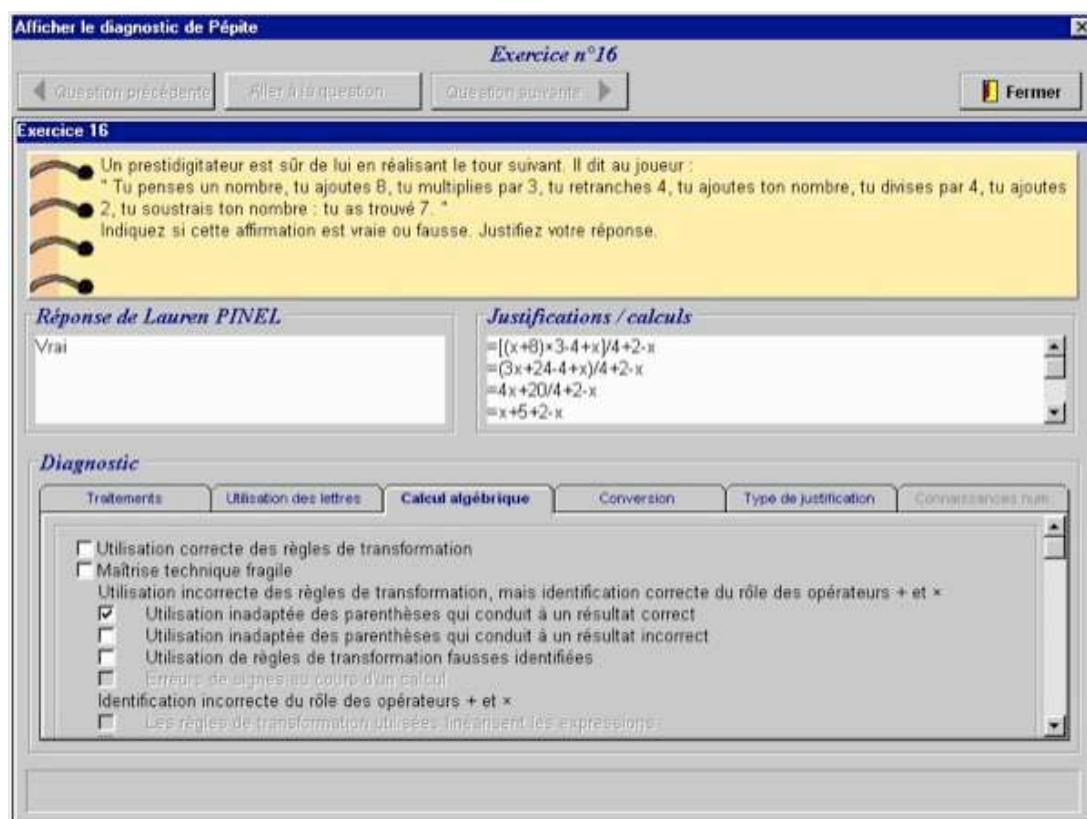 Afficher le diagnostic de Pépite
Exercice n°16
Question précédente
Aller à la question
Question suivante
Fermer
Exercice 16
Un prestidigitateur est sûr de lui en réalisant le tour suivant. Il dit au joueur :
" Tu penses un nombre, tu ajoutes 8, tu multiplies par 3, tu retranches 4, tu ajoutes ton nombre, tu divises par 4, tu ajoutes
2, tu soustrais ton nombre : tu as trouvé 7. "
Indiquez si cette affirmation est vraie ou fausse. Justifiez votre réponse.
Réponse de Lauren PINEL
Vrai
Justifications / calculs
=[(x+8)×3-4+x]/4+2-x
=(3x+24-4+x)/4+2-x
=4x+20/4+2-x
=x+5+2-x
Diagnostic
Traitements
Utilisation des lettres
Calcul algébrique
Conversion
Type de justification
Connaissances num.
Utilisation correcte des règles de transformation
Maîtrise technique fragile
Utilisation incorrecte des règles de transformation, mais identification correcte du rôle des opérateurs + et ×
Utilisation inadaptée des parenthèses qui conduit à un résultat correct
Utilisation inadaptée des parenthèses qui conduit à un résultat incorrect
Utilisation de règles de transformation fausses identifiées
Erreurs de signes au cours d'un calcul
Identification incorrecte du rôle des opérateurs + et ×
Les règles de transformation utilisées linéarisent les expressions :